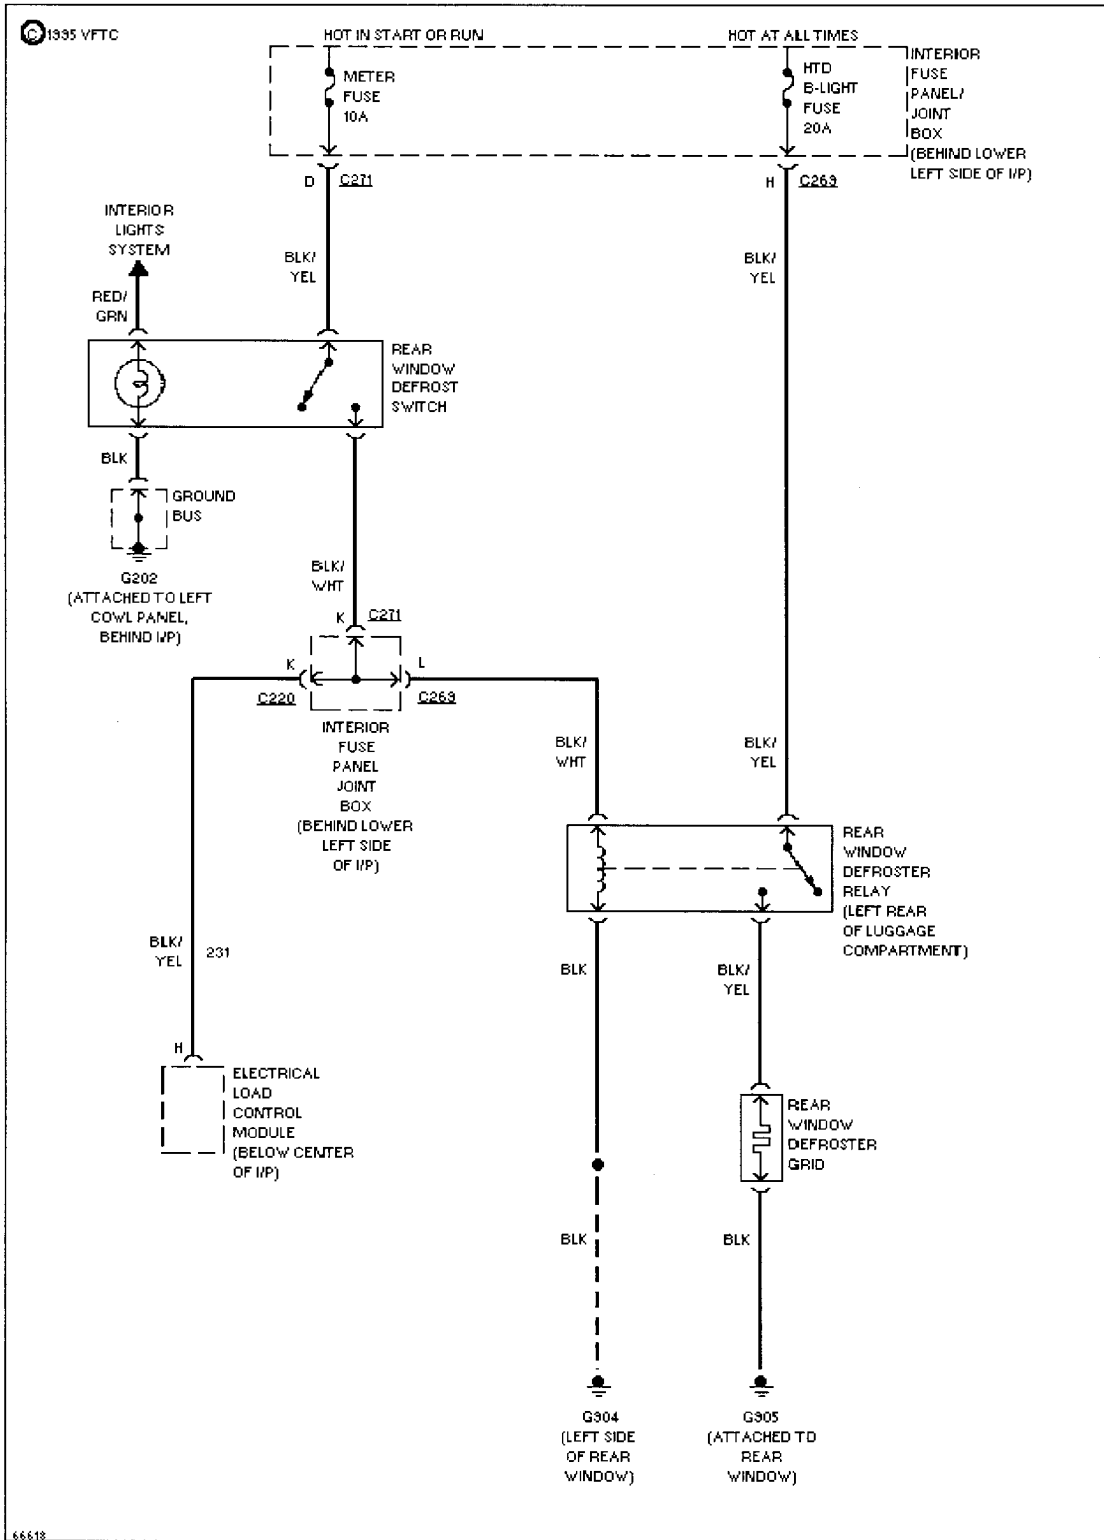 © 1995 VFTC
HOT IN START OR RUN
HOT AT ALL TIMES
METER
FUSE
10A
HTD
B-LIGHT
FUSE
20A
INTERIOR
FUSE
PANEL/
JOINT
BOX
(BEHIND LOWER
LEFT SIDE OF I/P)
D
C271
H
C269
INTERIOR
LIGHTS
SYSTEM
BLK/
YEL
BLK/
YEL
RED/
GRN
REAR
WINDOW
DEFROST
SWITCH
BLK
GROUND
BUS
G202
(ATTACHED TO LEFT
COWL PANEL,
BEHIND I/P)
BLK/
WHT
K
C271
K
L
C220
C269
INTERIOR
FUSE
PANEL
JOINT
BOX
(BEHIND LOWER
LEFT SIDE
OF I/P)
BLK/
WHT
BLK/
YEL
REAR
WINDOW
DEFROSTER
RELAY
(LEFT REAR
OF LUGGAGE
COMPARTMENT)
BLK/
YEL
231
BLK
BLK/
YEL
H
ELECTRICAL
LOAD
CONTROL
MODULE
(BELOW CENTER
OF I/P)
REAR
WINDOW
DEFROSTER
GRID
BLK
BLK
G904
(LEFT SIDE
OF REAR
WINDOW)
G905
(ATTACHED TO
REAR
WINDOW)
66618